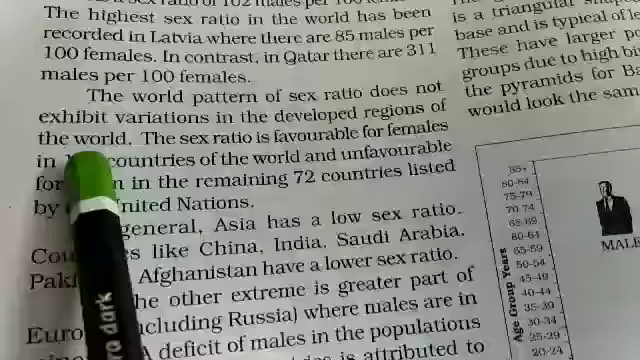 The highest sex ratio in the world has been
recorded in Latvia where there are 85 males per
100 females. In contrast, in Qatar there are 311
males per 100 females.
The world pattern of sex ratio does not
exhibit variations in the developed regions of
the world. The sex ratio is favourable for females
in countries of the world and unfavourable
for in the remaining 72 countries listed
by United Nations.
general, Asia has a low sex ratio.
like China, India, Saudi Arabia,
Afghanistan have a lower sex ratio.
the other extreme is greater part of
(including Russia) where males are in
A deficit of males in the populations
is attributed to
is a triangular
base and is typical of
These have larger
groups due to high
the pyramids for
would look the
85+
80-84
75-79
70-74
65-69
60-64
55-59
50-54
45-49
40-44
35-39
30-34
25-29
20-24
Age Group Years
MALE
dark